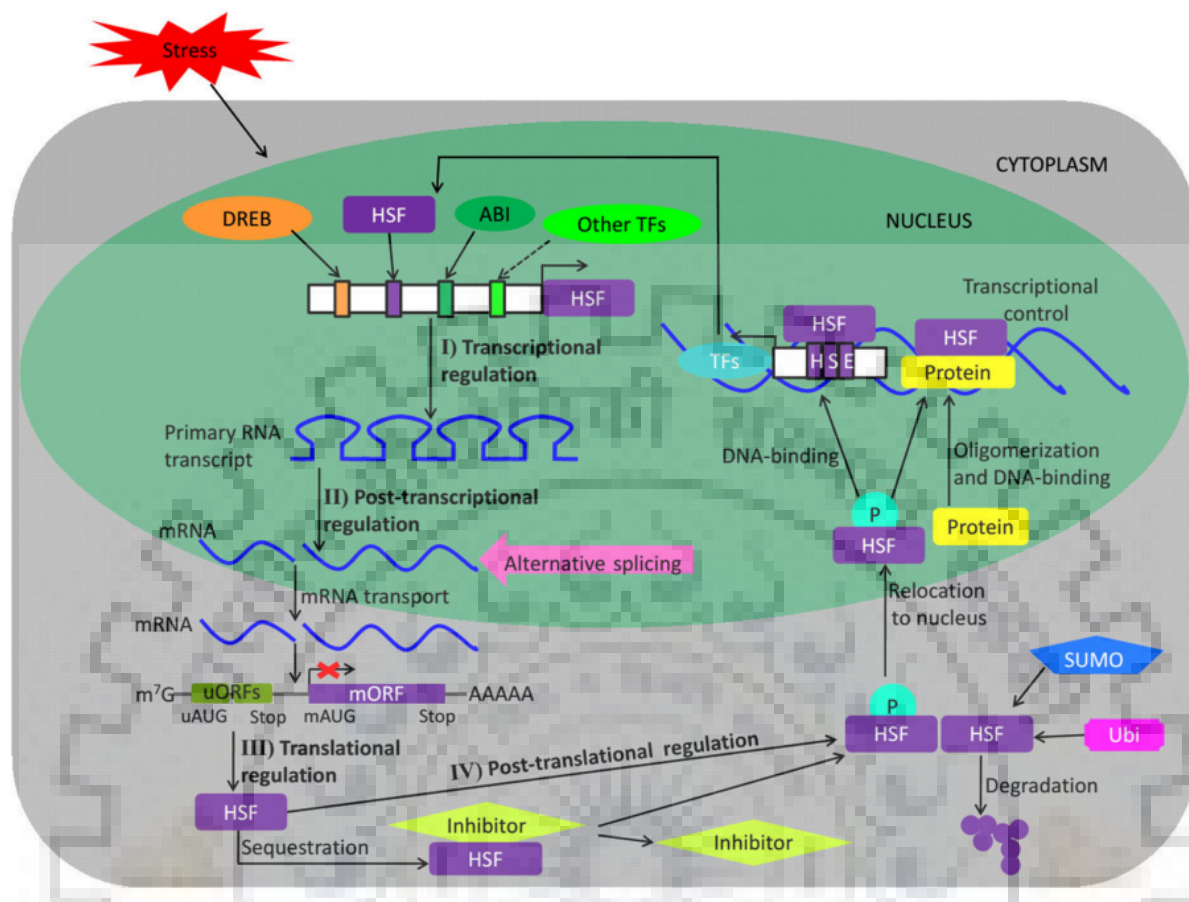 Stress
CYTOPLASM
NUCLEUS
DREB
HSF
ABI
Other TFs
HSF
I) Transcriptional
regulation
Primary RNA
transcript
II) Post-transcriptional
regulation
mRNA
Alternative splicing
mRNA transport
mRNA
m⁷G
uORFs
mORF
AAAAA
uAUG
Stop
mAUG
Stop
III) Translational
regulation
HSF
Sequestration
IV) Post-translational regulation
Inhibitor
HSF
Inhibitor
Transcriptional
control
HSF
HSF
TFs
H S E
Protein
DNA-binding
Oligomerization
and DNA-binding
P
HSF
Protein
Relocation
to nucleus
SUMO
P
HSF
HSF
Ubi
Degradation